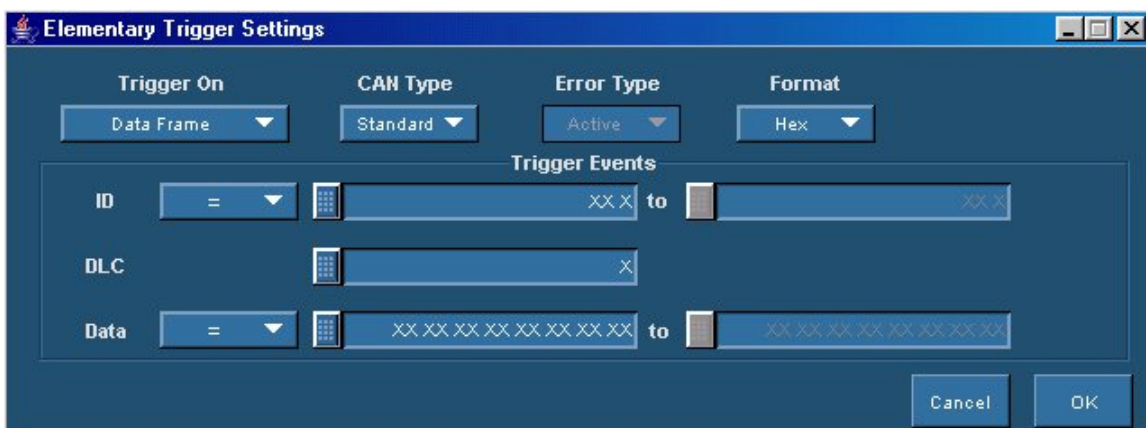 Elementary Trigger Settings
Trigger On CAN Type Error Type Format
Data Frame Standard Active Hex
Trigger Events
ID = XX X to XX X
DLC X
Data = XX XX XX XX XX XX XX XX to XX XX XX XX XX XX XX XX
Cancel OK